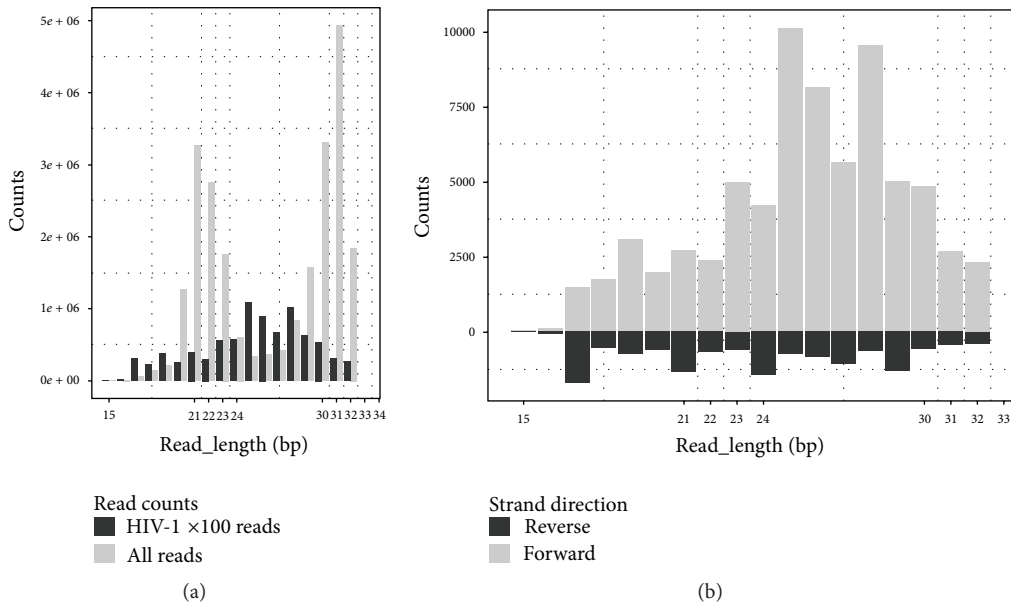 5e + 06
4e + 06
3e + 06
2e + 06
1e + 06
0e + 00
Counts
15 21 22 23 24 30 31 32 33 34
Read_length (bp)
Read counts
HIV-1 ×100 reads
All reads
(a)
10000
7500
5000
2500
0
Counts
15 21 22 23 24 30 31 32 33
Read_length (bp)
Strand direction
Reverse
Forward
(b)